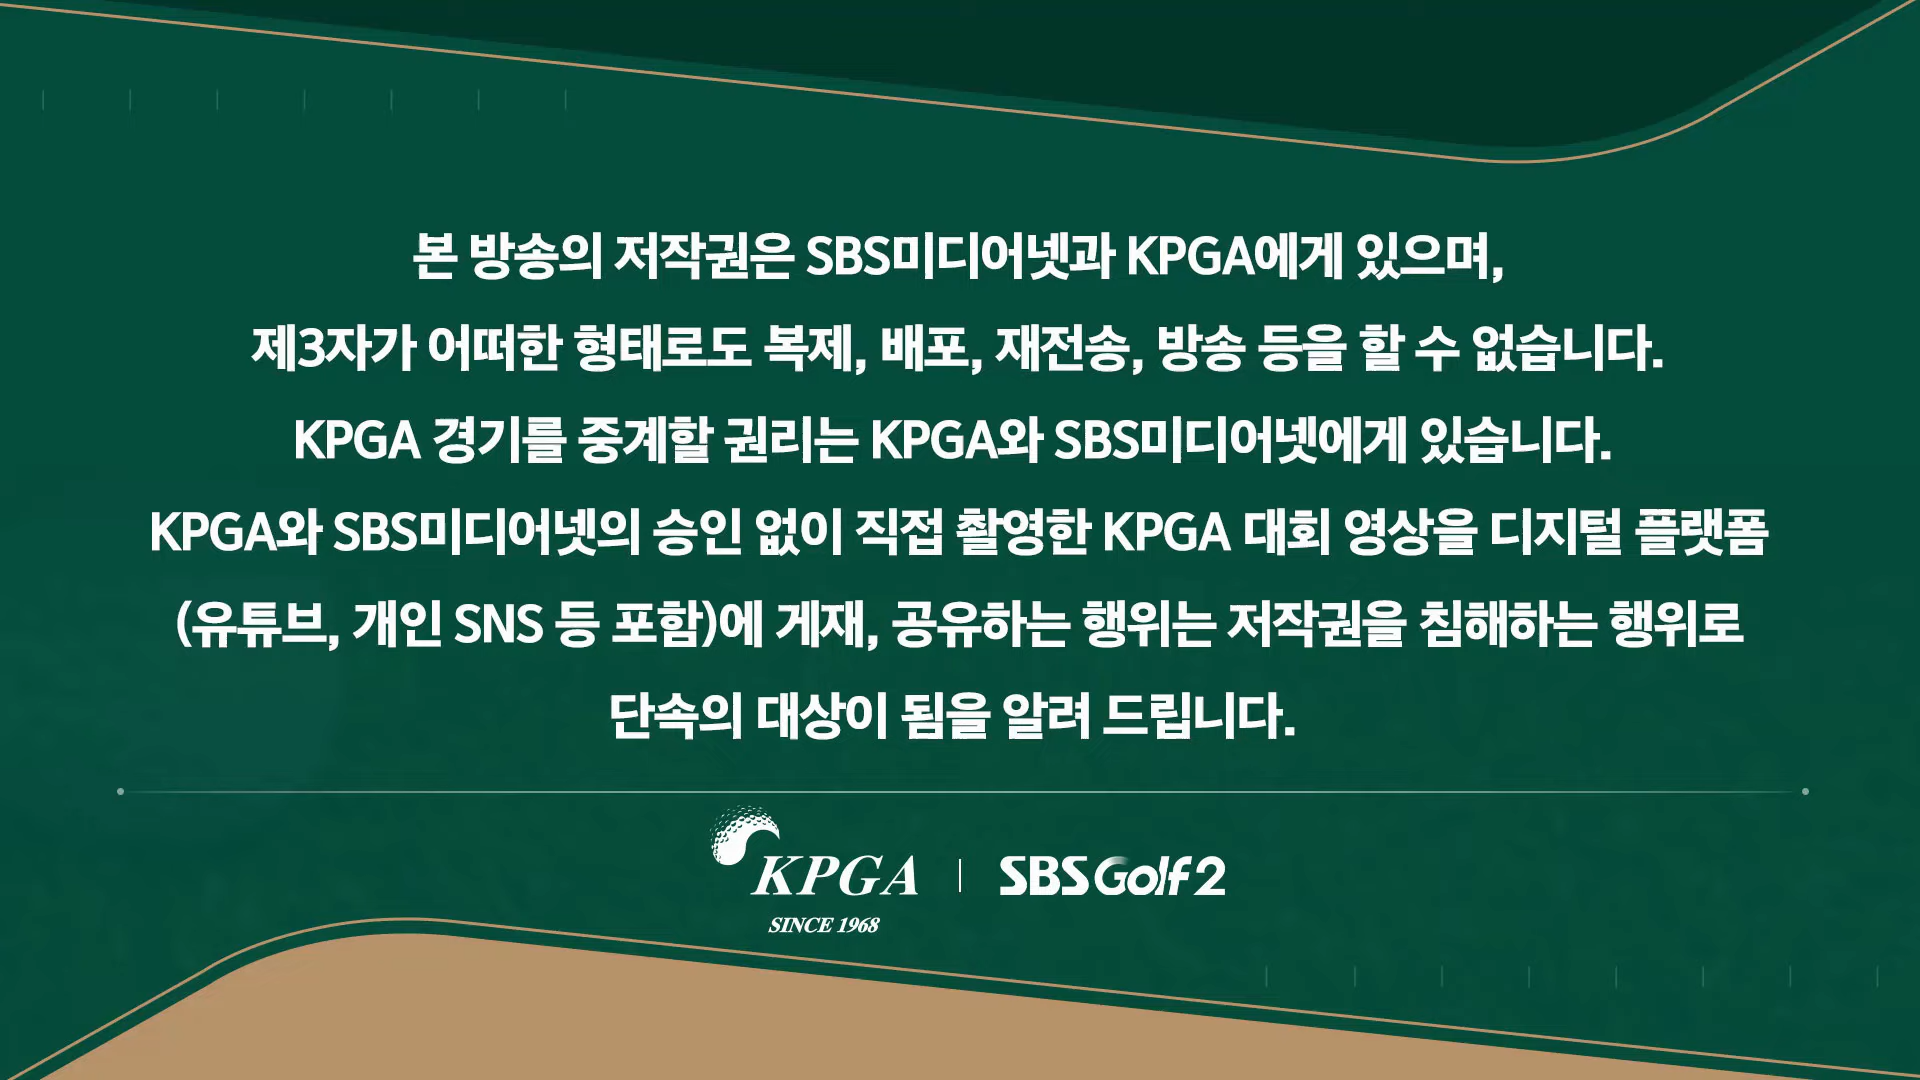 본 방송의 저작권은 SBS미디어넷과 KPGA에게 있으며,
제3자가 어떠한 형태로도 복제, 배포, 재전송, 방송 등을 할 수 없습니다.
KPGA 경기를 중계할 권리는 KPGA와 SBS미디어넷에게 있습니다.
KPGA와 SBS미디어넷의 승인 없이 직접 촬영한 KPGA 대회 영상을 디지털 플랫폼
(유튜브, 개인 SNS 등 포함)에 게재, 공유하는 행위는 저작권을 침해하는 행위로
단속의 대상이 됨을 알려 드립니다.
KPGA | SBS Golf 2
SINCE 1968